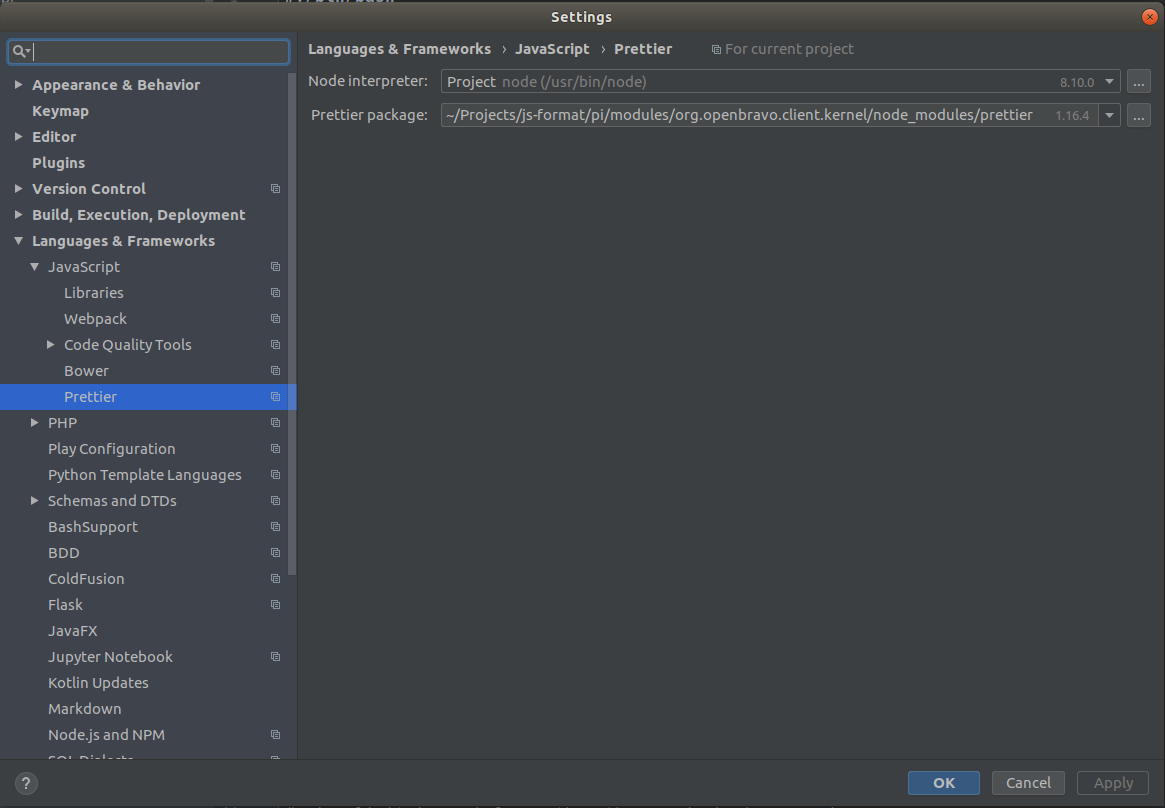 Settings
Languages & Frameworks › JavaScript › Prettier For current project
Node interpreter: Project node (/usr/bin/node) 8.10.0 ...
Prettier package: ~/Projects/js-format/pi/modules/org.openbravo.client.kernel/node_modules/prettier 1.16.4 ...
Appearance & Behavior
Keymap
Editor
Plugins
Version Control
Build, Execution, Deployment
Languages & Frameworks
JavaScript
Libraries
Webpack
Code Quality Tools
Bower
Prettier
PHP
Play Configuration
Python Template Languages
Schemas and DTDs
BashSupport
BDD
ColdFusion
Flask
JavaFX
Jupyter Notebook
Kotlin Updates
Markdown
Node.js and NPM
SQL Dialects
? OK Cancel Apply